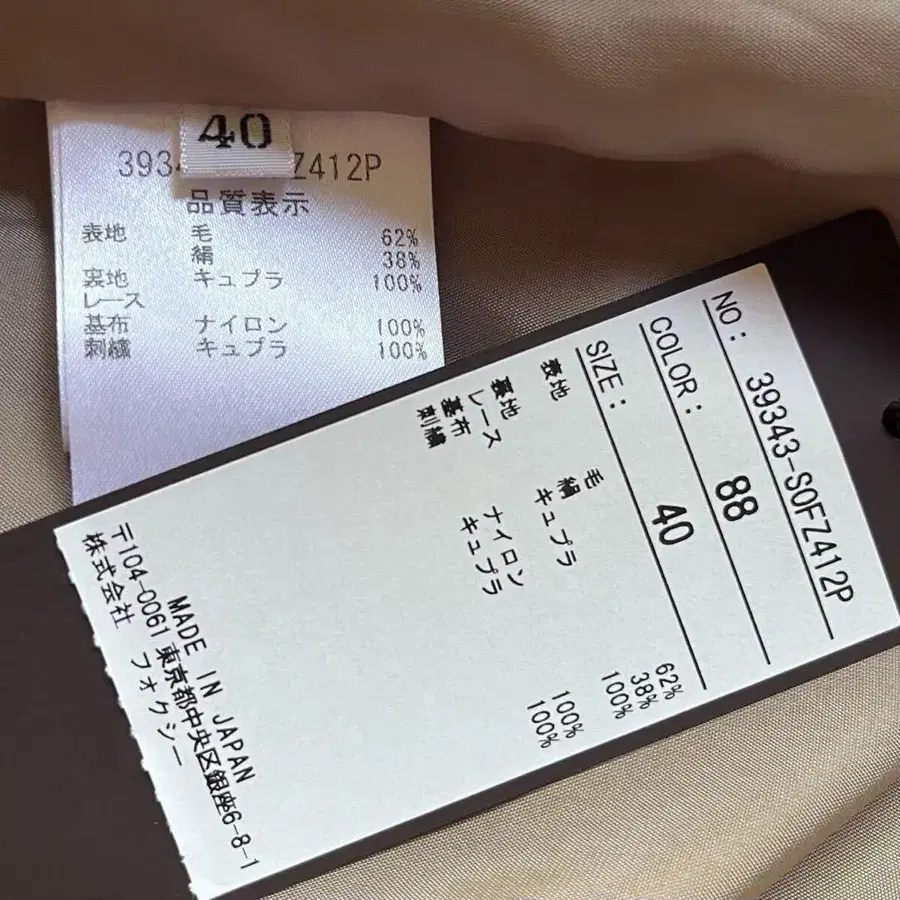 40
393 Z412P
品質表示
表地 毛 62%
絹 38%
裏地 キュプラ 100%
レース
基布 ナイロン 100%
刺繍 キュプラ 100%
NO: 39343-S0FZ412P
COLOR: 88
SIZE: 40
表地 毛 62%
絹 38%
裏地 キュプラ 100%
レース
基布 ナイロン 100%
刺繍 キュプラ 100%
MADE IN JAPAN
〒104-0061 東京都中央区銀座6-8-1
株式会社 フォクシー